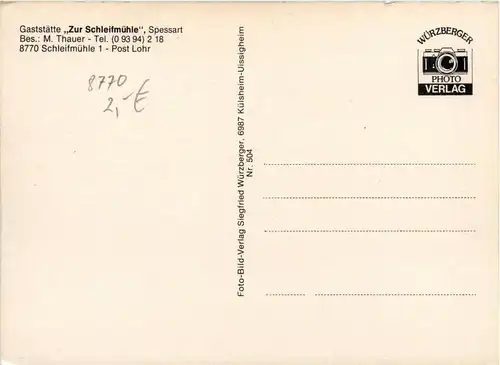 Gaststätte „Zur Schleifmühle", Spessart
Bes.: M. Thauer - Tel. (0 93 94) 2 18
8770 Schleifmühle 1 - Post Lohr
8770
2,- €
Foto-Bild-Verlag Siegfried Würzberger, 6987 Külsheim-Uissigheim
Nr. 504
WÜRZBERGER
PHOTO
VERLAG